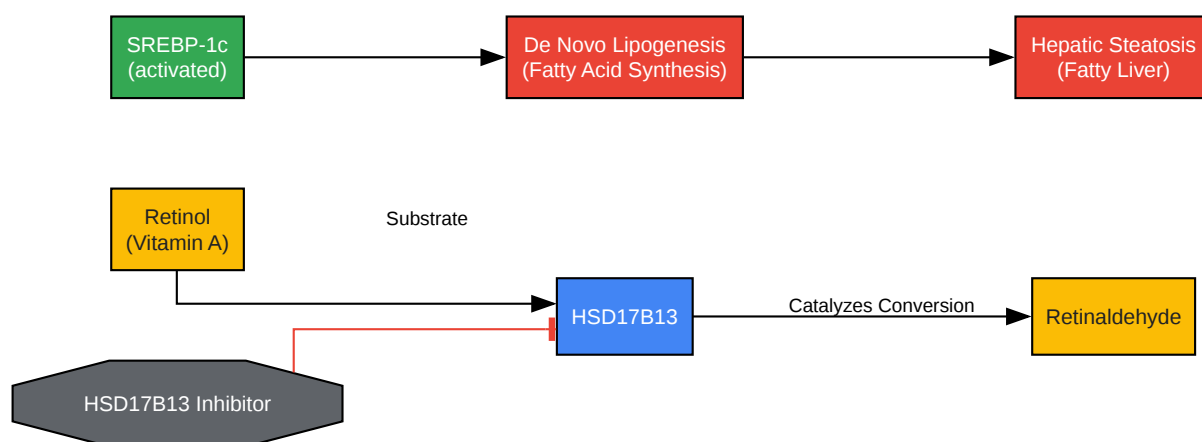 SREBP-1c
(activated)
De Novo Lipogenesis
(Fatty Acid Synthesis)
Hepatic Steatosis
(Fatty Liver)
Retinol
(Vitamin A)
Substrate
HSD17B13
Catalyzes Conversion
Retinaldehyde
HSD17B13 Inhibitor